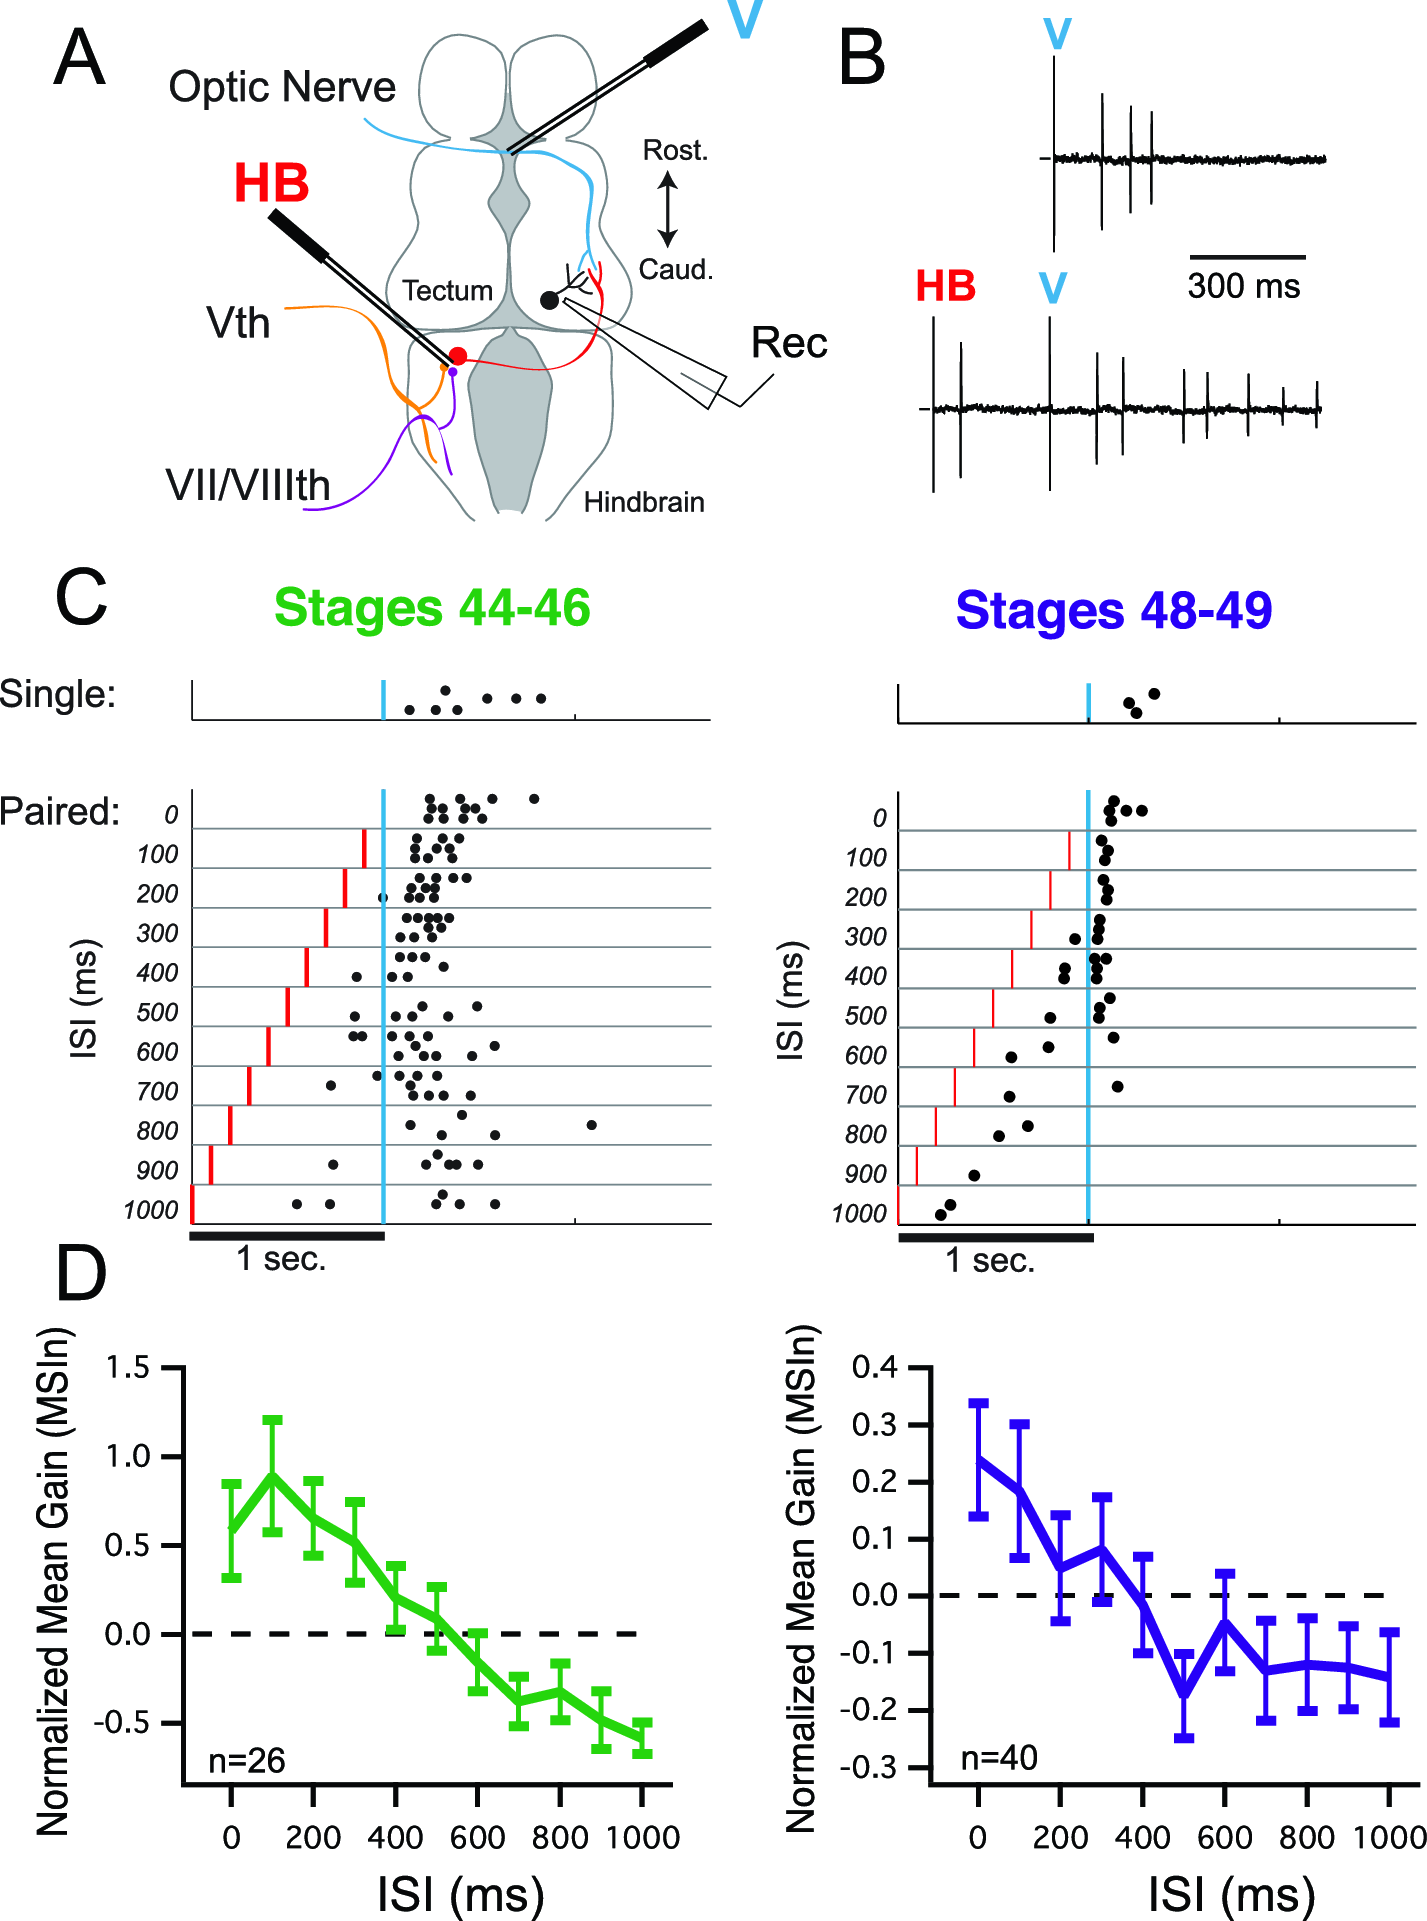 A
V
Optic Nerve
HB
Rost.
Caud.
Tectum
Vth
Rec
VII/VIIIth
Hindbrain
B
V
300 ms
HB
V
C
Stages 44-46
Single:
Paired:
0
100
200
300
400
500
600
700
800
900
1000
ISI (ms)
1 sec.
Stages 48-49
0
100
200
300
400
500
600
700
800
900
1000
ISI (ms)
1 sec.
D
Normalized Mean Gain (MSIn)
1.5
1.0
0.5
0.0
-0.5
n=26
0 200 400 600 800 1000
ISI (ms)
Normalized Mean Gain (MSIn)
0.4
0.3
0.2
0.1
0.0
-0.1
-0.2
-0.3
n=40
0 200 400 600 800 1000
ISI (ms)